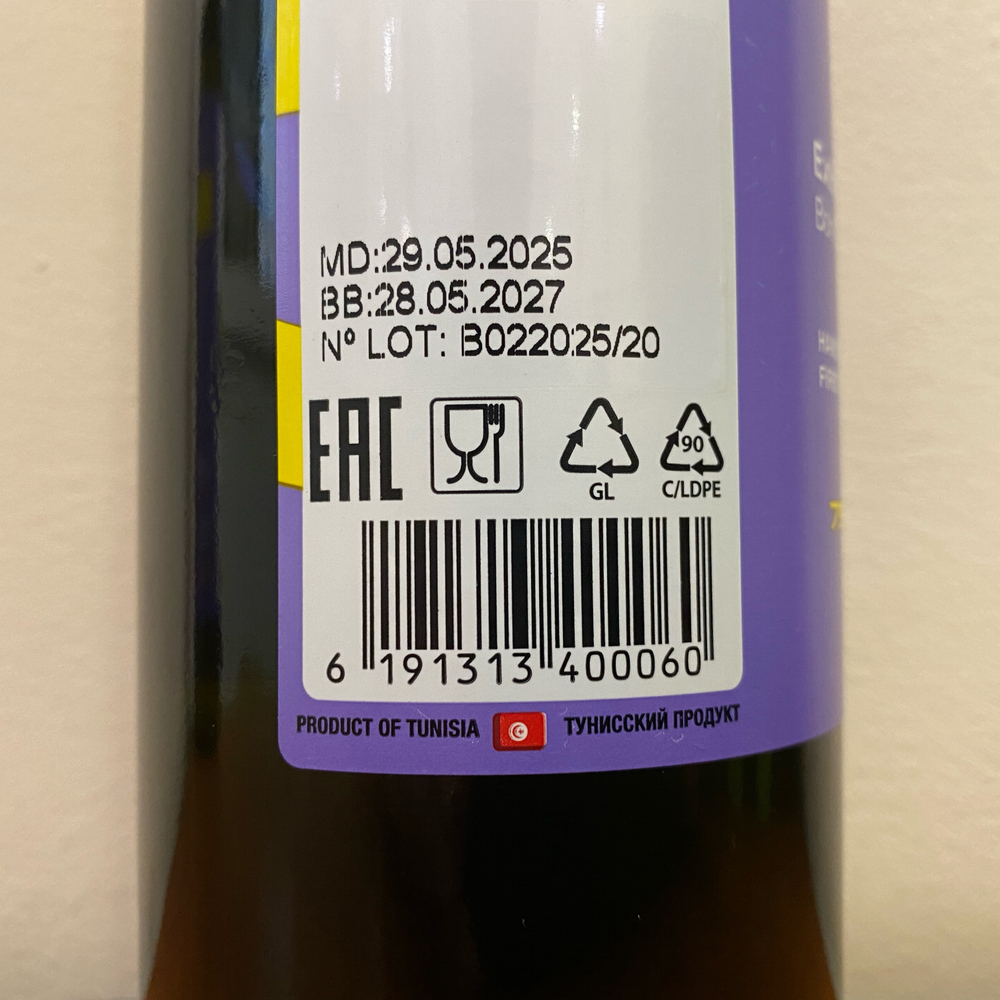 MD:29.05.2025
BB:28.05.2027
N° LOT: B022025/20
EAC
GL
90
C/LDPE
6 191313 400060
PRODUCT OF TUNISIA ТУНИССКИЙ ПРОДУКТ